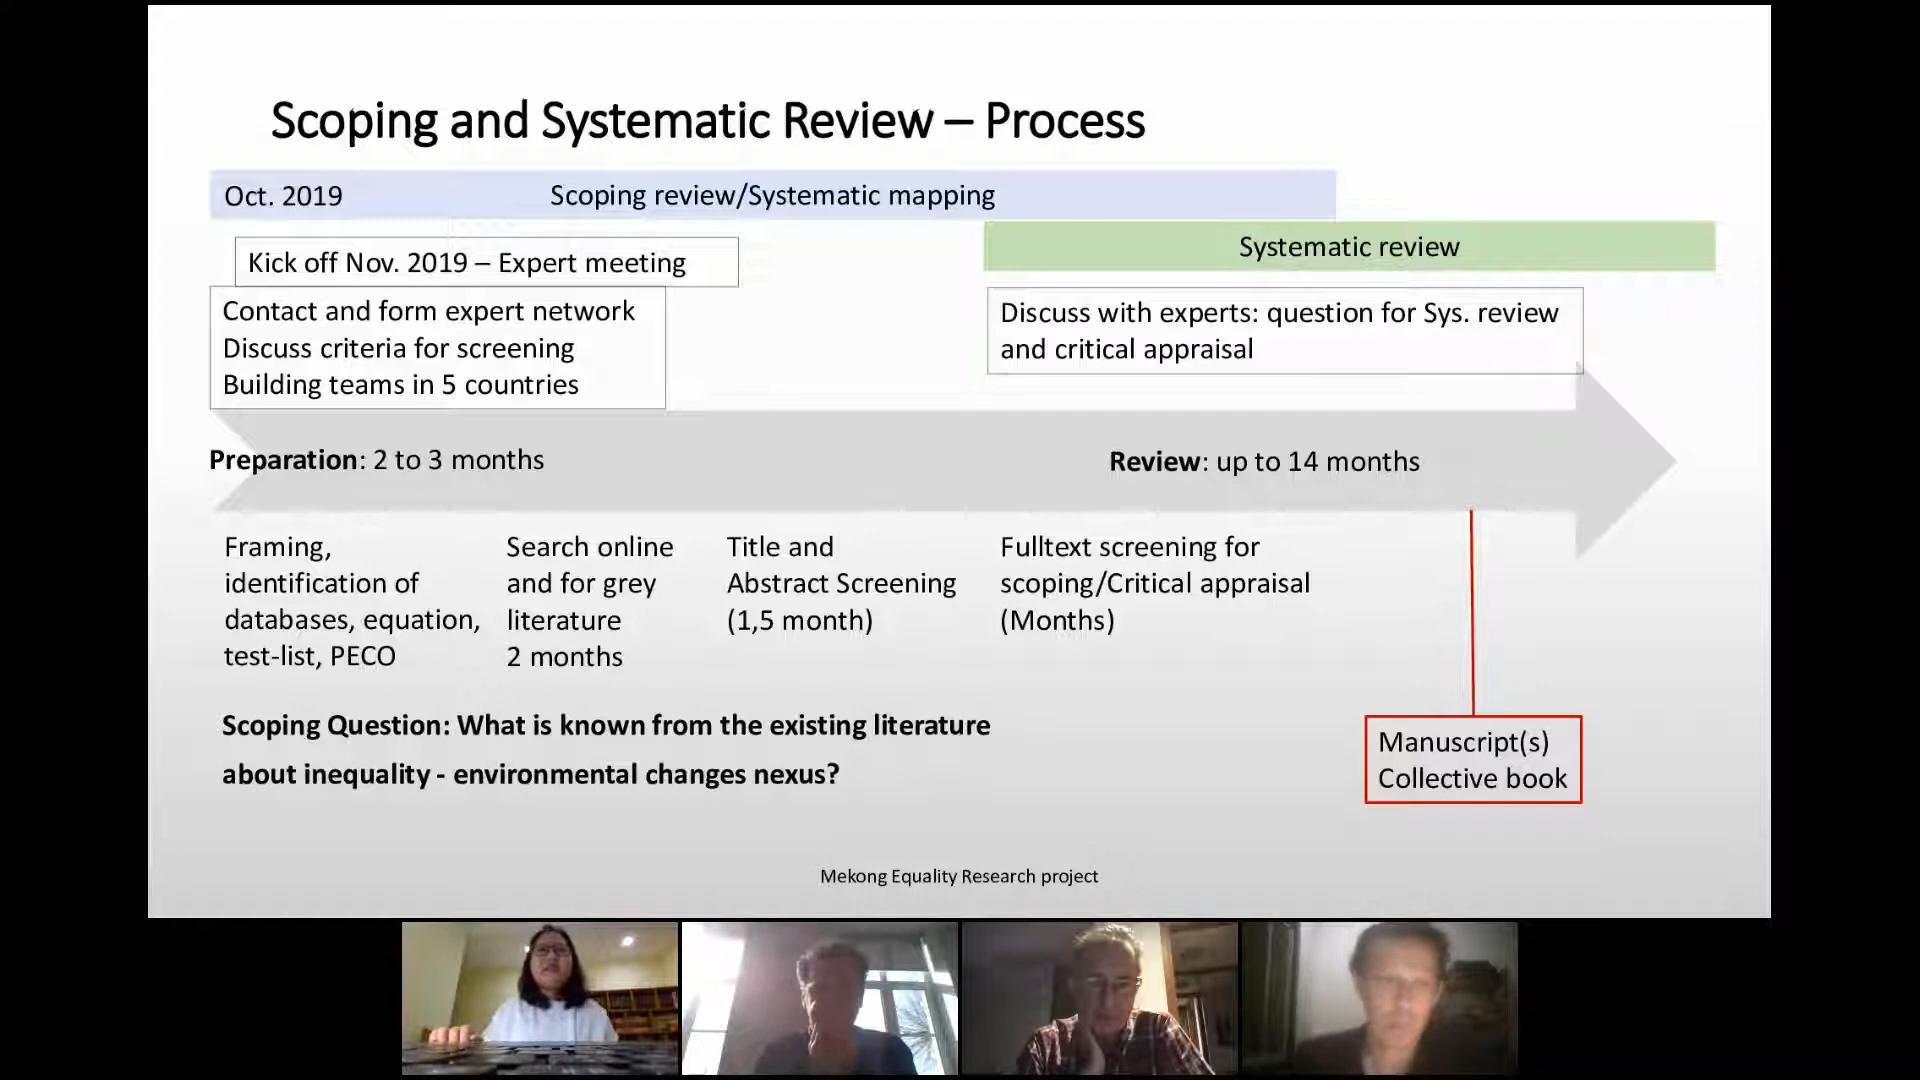 Scoping and Systematic Review – Process
Oct. 2019
Scoping review/Systematic mapping
Systematic review
Kick off Nov. 2019 – Expert meeting
Contact and form expert network
Discuss criteria for screening
Building teams in 5 countries
Discuss with experts: question for Sys. review
and critical appraisal
Preparation: 2 to 3 months
Review: up to 14 months
Framing,
identification of
databases, equation,
test-list, PECO
Search online
and for grey
literature
2 months
Title and
Abstract Screening
(1,5 month)
Fulltext screening for
scoping/Critical appraisal
(Months)
Scoping Question: What is known from the existing literature
about inequality - environmental changes nexus?
Manuscript(s)
Collective book
Mekong Equality Research project